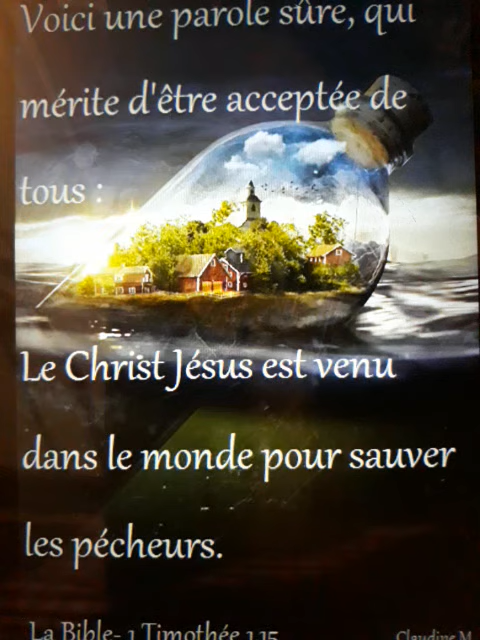 Voici une parole sûre, qui
mérite d'être acceptée de
tous :
Le Christ Jésus est venu
dans le monde pour sauver
les pécheurs.
La Bible- 1 Timothée 1.15
Claudine M